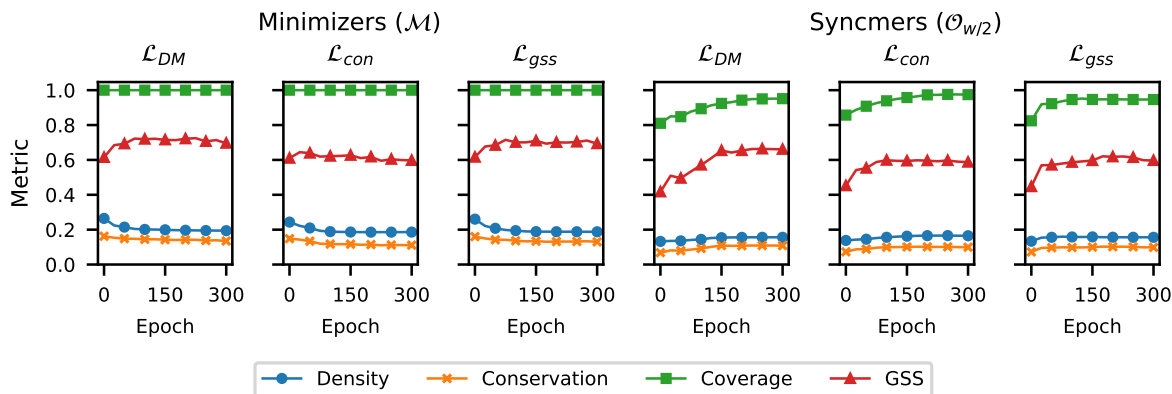 Minimizers (ℳ)
Syncmers (𝒪w/2)
ℒDM
ℒcon
ℒgss
ℒDM
ℒcon
ℒgss
Metric
1.0
0.8
0.6
0.4
0.2
0.0
0 150 300
0 150 300
0 150 300
0 150 300
0 150 300
0 150 300
Epoch
Epoch
Epoch
Epoch
Epoch
Epoch
Density
Conservation
Coverage
GSS